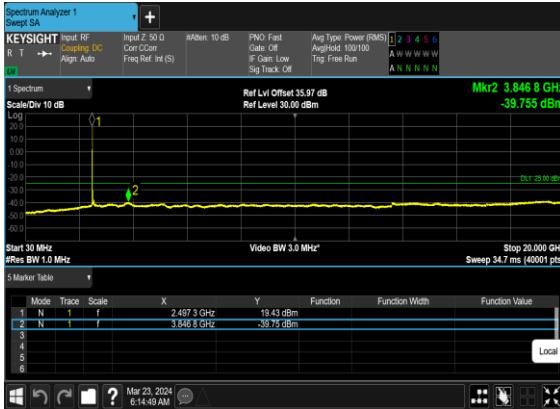 Spectrum Analyzer 1
Swept SA
+
KEYSIGHT Input: RF Input Z: 50 Ω #Atten: 10 dB PNO: Fast Avg Type: Power (RMS) 1 2 3 4 5 6
R T Coupling: DC Corr CCorr Gate: Off Avg|Hold: 100/100 A W W W W W
Align: Auto Freq Ref: Int (S) IF Gain: Low Trig: Free Run
Sig Track: Off A N N N N N
1 Spectrum Ref Lvl Offset 35.97 dB Mkr2 3.846 8 GHz
Scale/Div 10 dB Ref Level 30.00 dBm -39.755 dBm
Log
20.0
10.0
0.00
-10.0
-20.0
-30.0
-40.0
-50.0
-60.0
1
2
Start 30 MHz Video BW 3.0 MHz* Stop 20.000 GH
#Res BW 1.0 MHz Sweep 34.7 ms (40001 pts
5 Marker Table
Mode Trace Scale X Y Function Function Width Function Value
1 N 1 f 2.497 3 GHz 19.43 dBm
2 N 1 f 3.846 8 GHz -39.75 dBm
3
4
5
6
Local
? Mar 23, 2024
6:14:49 AM